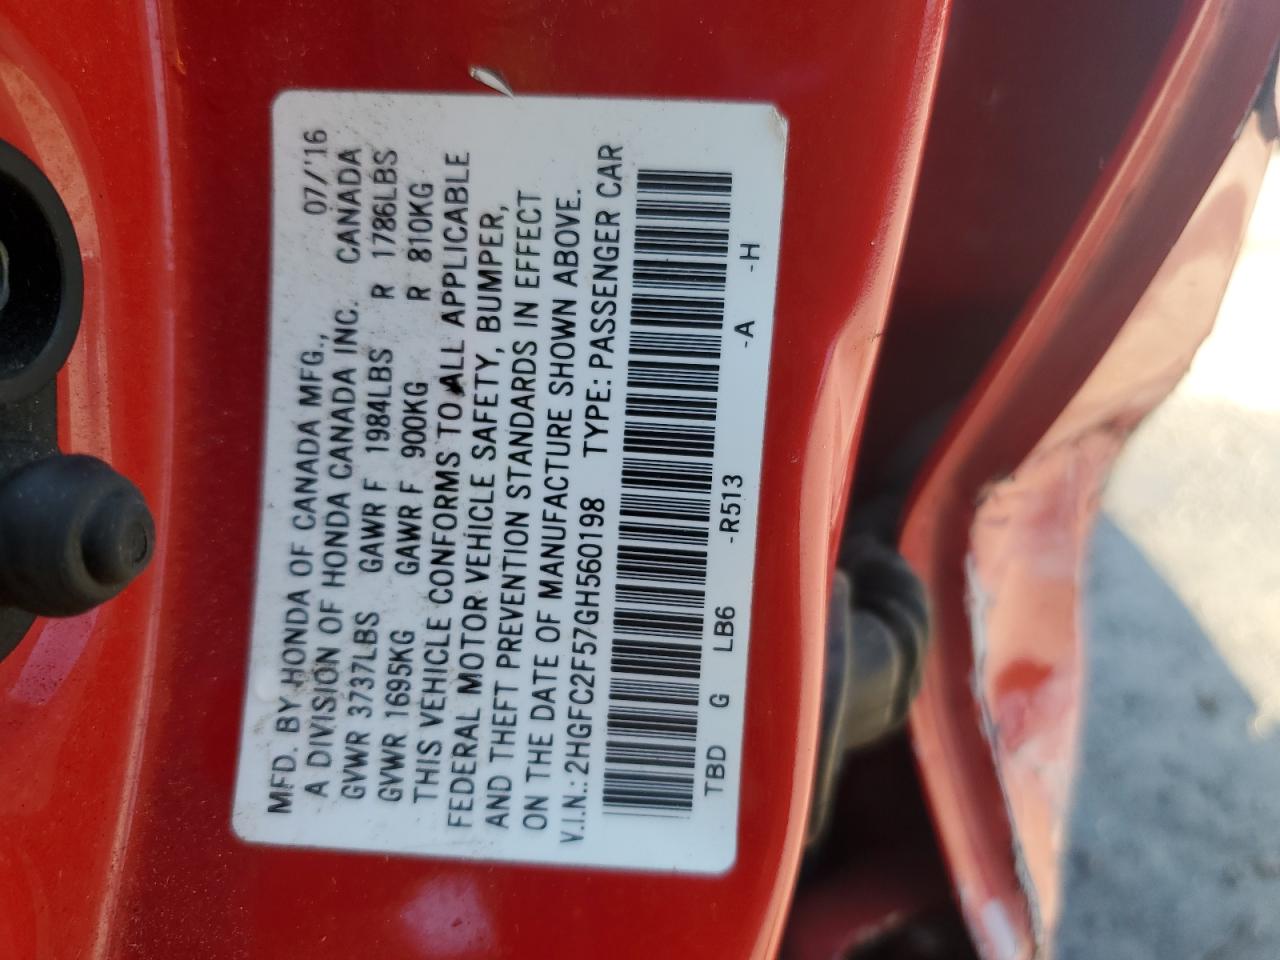 MFD. BY HONDA OF CANADA MFG., 07/'16
A DIVISION OF HONDA CANADA INC. CANADA
GVWR 3737LBS GAWR F 1984LBS R 1786LBS
GVWR 1695KG GAWR F 900KG R 810KG
THIS VEHICLE CONFORMS TO ALL APPLICABLE
FEDERAL MOTOR VEHICLE SAFETY, BUMPER,
AND THEFT PREVENTION STANDARDS IN EFFECT
ON THE DATE OF MANUFACTURE SHOWN ABOVE.
V.I.N.: 2HGFC2F57GH560198 TYPE: PASSENGER CAR
TBD G LB6 -R513 -A -H